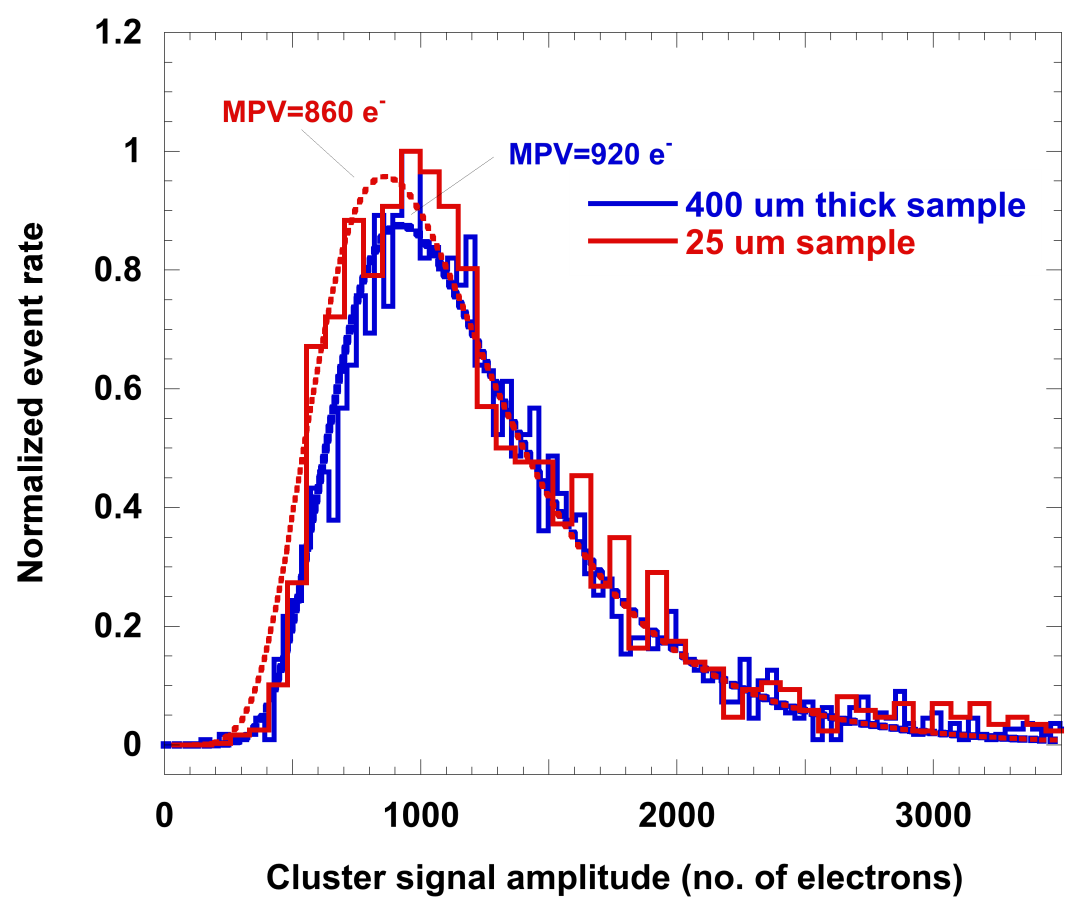 1.2
MPV=860 e-
1
MPV=920 e-
400 um thick sample
25 um sample
0.8
0.6
0.4
0.2
0
Normalized event rate
0 1000 2000 3000
Cluster signal amplitude (no. of electrons)